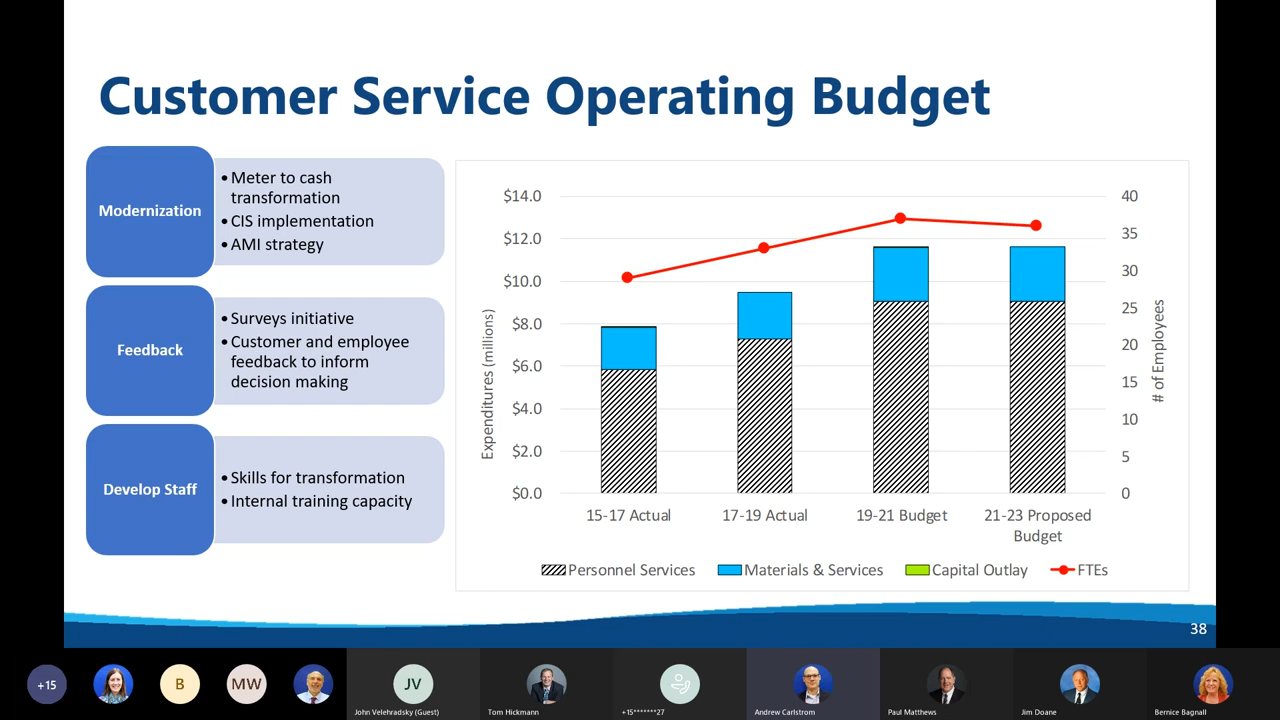 Customer Service Operating Budget
Modernization
•Meter to cash
transformation
•CIS implementation
•AMI strategy
Feedback
•Surveys initiative
•Customer and employee
feedback to inform
decision making
Develop Staff
•Skills for transformation
•Internal training capacity
Expenditures (millions)
$14.0
$12.0
$10.0
$8.0
$6.0
$4.0
$2.0
$0.0
40
35
30
25
20
15
10
5
0
# of Employees
15-17 Actual
17-19 Actual
19-21 Budget
21-23 Proposed
Budget
Personnel Services
Materials & Services
Capital Outlay
FTEs
38
+15
B
MW
JV
John Velehradsky (Guest)
Tom Hickmann
+15*******27
Andrew Carlstrom
Paul Matthews
Jim Doane
Bernice Bagnall